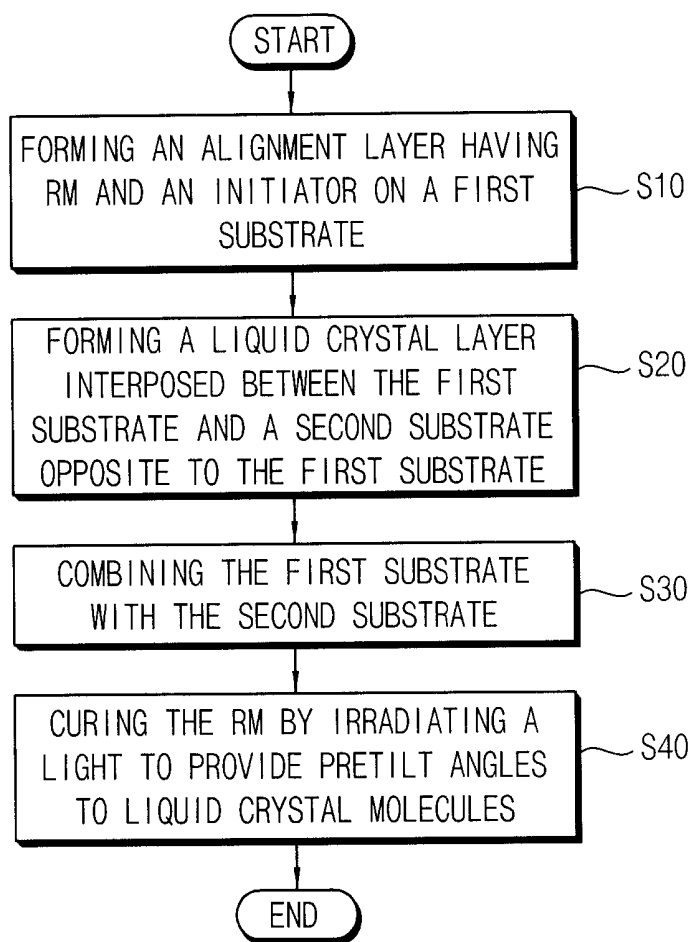 START
FORMING AN ALIGNMENT LAYER HAVING
RM AND AN INITIATOR ON A FIRST
SUBSTRATE
S10
FORMING A LIQUID CRYSTAL LAYER
INTERPOSED BETWEEN THE FIRST
SUBSTRATE AND A SECOND SUBSTRATE
OPPOSITE TO THE FIRST SUBSTRATE
S20
COMBINING THE FIRST SUBSTRATE
WITH THE SECOND SUBSTRATE
S30
CURING THE RM BY IRRADIATING A
LIGHT TO PROVIDE PRETILT ANGLES
TO LIQUID CRYSTAL MOLECULES
S40
END